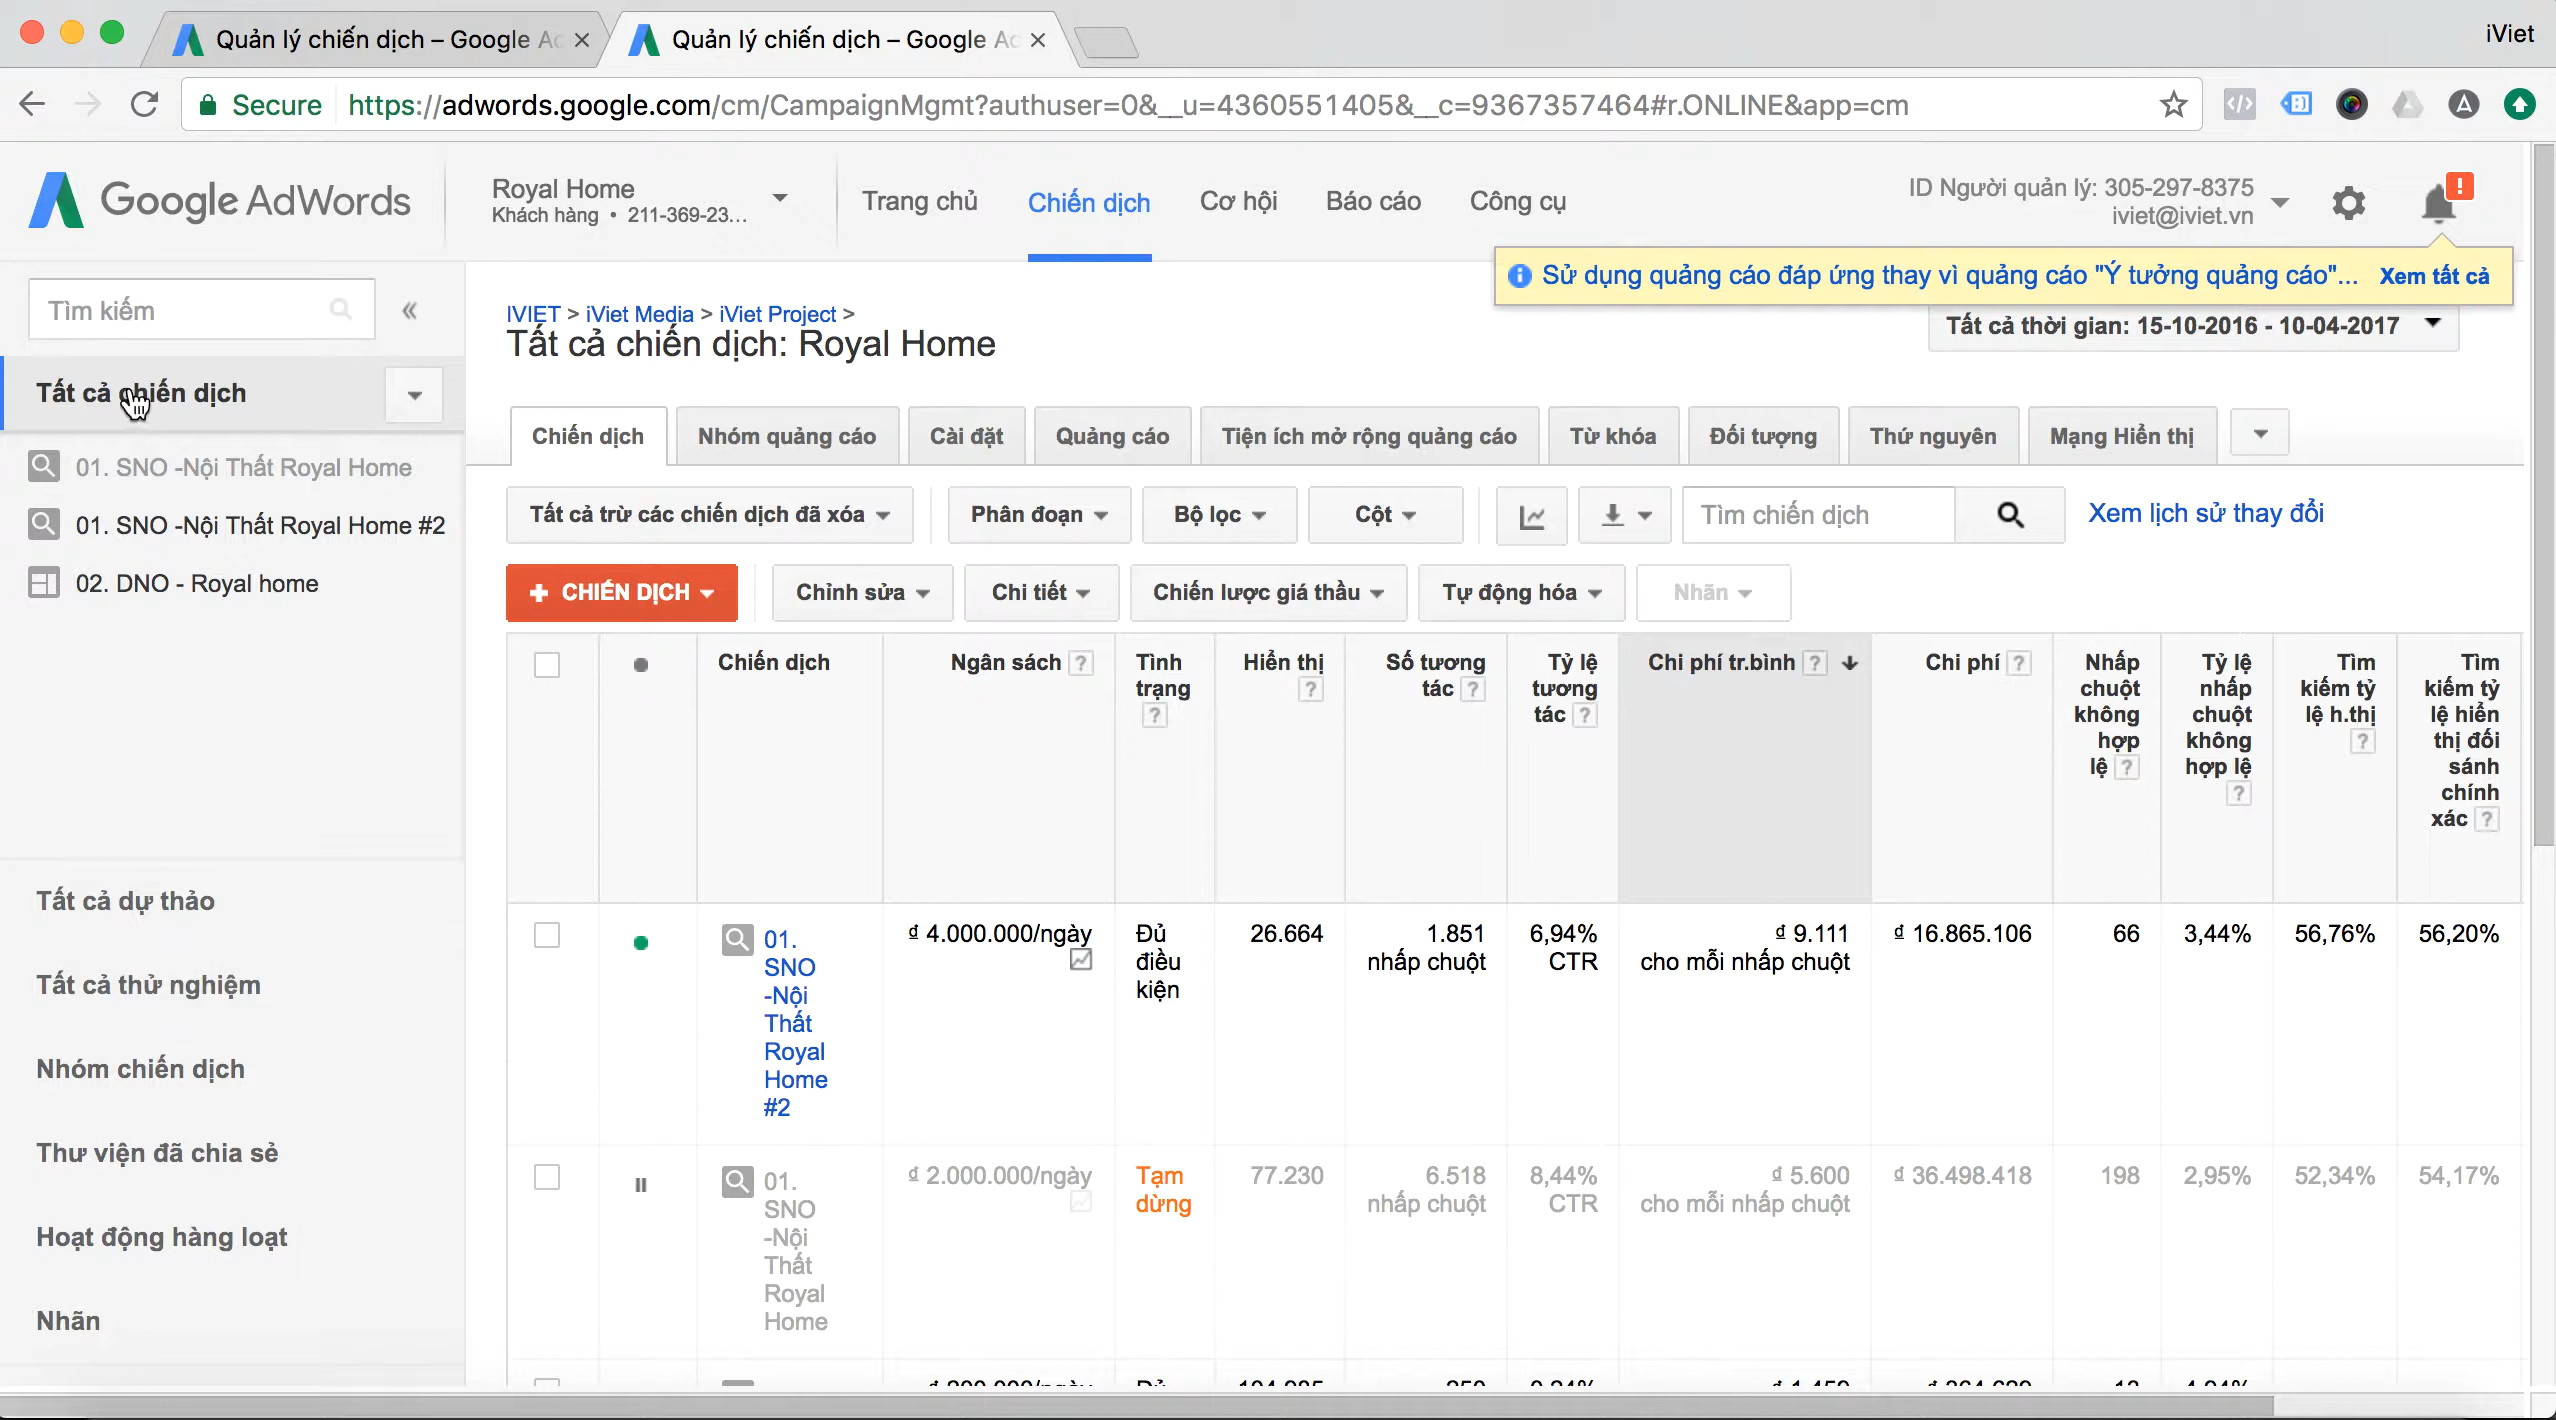 Quản lý chiến dịch – Google Ad
Quản lý chiến dịch – Google Ad
iViet
Secure
https://adwords.google.com/cm/CampaignMgmt?authuser=0&__u=4360551405&__c=9367357464#r.ONLINE&app=cm
Google AdWords
Royal Home
Khách hàng • 211-369-23...
Trang chủ
Chiến dịch
Cơ hội
Báo cáo
Công cụ
ID Người quản lý: 305-297-8375
iviet@iviet.vn
Sử dụng quảng cáo đáp ứng thay vì quảng cáo "Ý tưởng quảng cáo"... Xem tất cả
Tìm kiếm
Tất cả chiến dịch
01. SNO -Nội Thất Royal Home
01. SNO -Nội Thất Royal Home #2
02. DNO - Royal home
Tất cả dự thảo
Tất cả thử nghiệm
Nhóm chiến dịch
Thư viện đã chia sẻ
Hoạt động hàng loạt
Nhãn
IVIET > iViet Media > iViet Project >
Tất cả chiến dịch: Royal Home
Tất cả thời gian: 15-10-2016 - 10-04-2017
Chiến dịch
Nhóm quảng cáo
Cài đặt
Quảng cáo
Tiện ích mở rộng quảng cáo
Từ khóa
Đối tượng
Thứ nguyên
Mạng Hiển thị
Tất cả trừ các chiến dịch đã xóa
Phân đoạn
Bộ lọc
Cột
Tìm chiến dịch
Xem lịch sử thay đổi
+ CHIẾN DỊCH
Chỉnh sửa
Chi tiết
Chiến lược giá thầu
Tự động hóa
Nhãn
Chiến dịch
Ngân sách ?
Tình
trạng
?
Hiển thị
?
Số tương
tác ?
Tỷ lệ
tương
tác ?
Chi phí tr.bình ?
Chi phí ?
Nhấp
chuột
không
hợp
lệ ?
Tỷ lệ
nhấp
chuột
không
hợp lệ
?
Tìm
kiếm tỷ
lệ h.thị
?
Tìm
kiếm tỷ
lệ hiển
thị đối
sánh
chính
xác ?
01.
SNO
-Nội
Thất
Royal
Home
#2
₫ 4.000.000/ngày
Đủ
điều
kiện
26.664
1.851
nhấp chuột
6,94%
CTR
₫ 9.111
cho mỗi nhấp chuột
₫ 16.865.106
66
3,44%
56,76%
56,20%
01.
SNO
-Nội
Thất
Royal
Home
₫ 2.000.000/ngày
Tạm
dừng
77.230
6.518
nhấp chuột
8,44%
CTR
₫ 5.600
cho mỗi nhấp chuột
₫ 36.498.418
198
2,95%
52,34%
54,17%